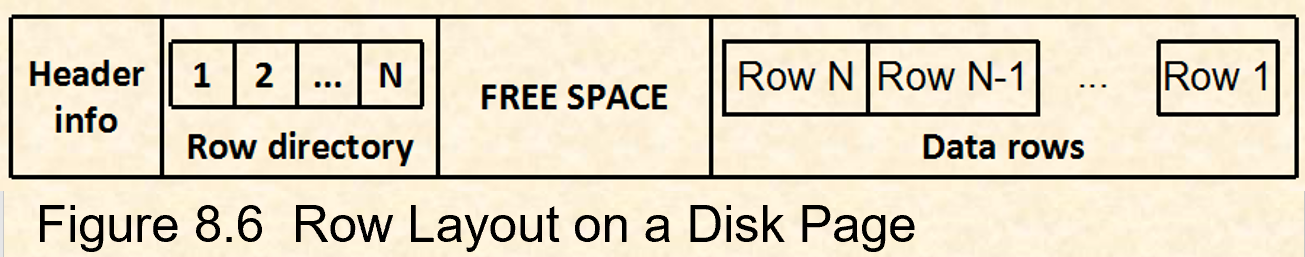 Header
info
1 2 ... N
Row directory
FREE SPACE
Row N Row N-1 ... Row 1
Data rows
Figure 8.6 Row Layout on a Disk Page